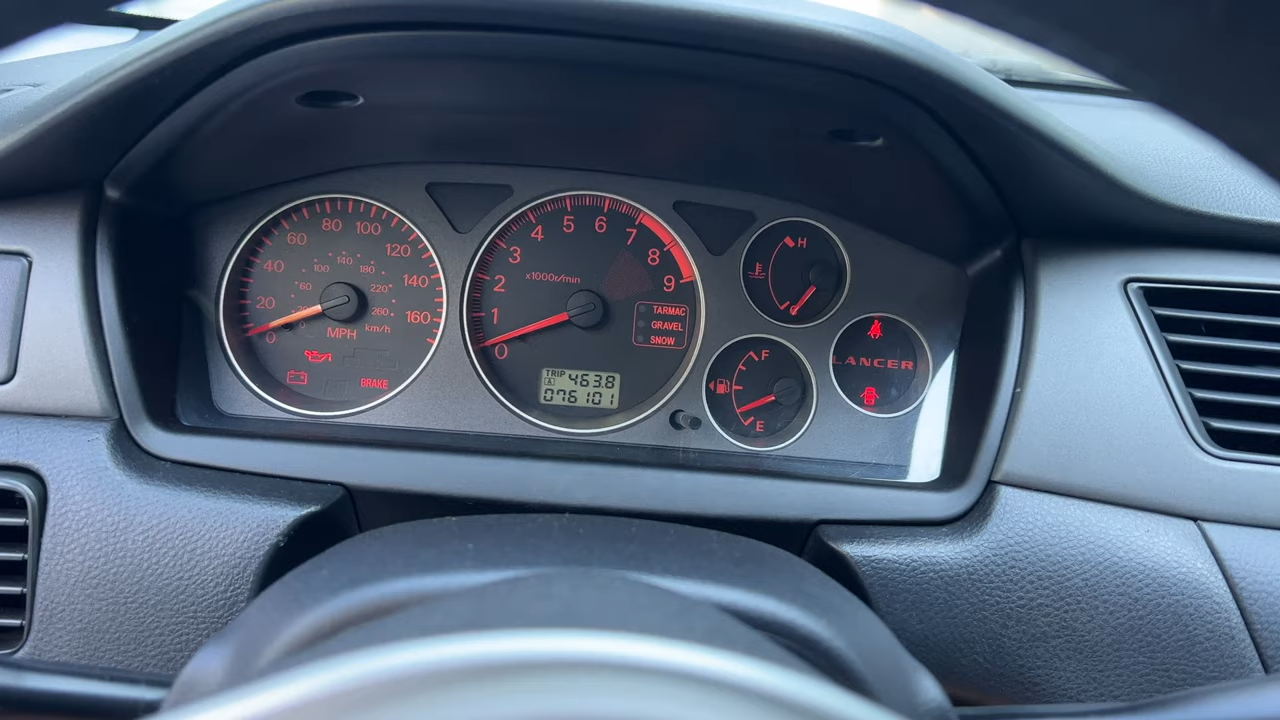 0 20 40 60 80 100 120 140 160
20 60 100 140 180 220 260
MPH km/h
BRAKE
0 1 2 3 4 5 6 7 8 9
x1000r/min
TARMAC
GRAVEL
SNOW
TRIP
A 463.8
076101
H
F
E
LANCER